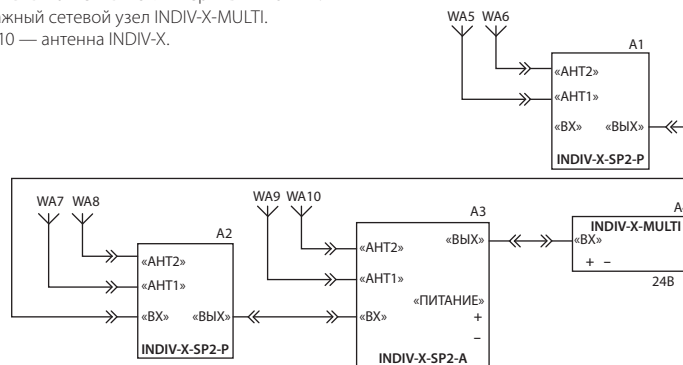 ажный сетевой узел INDIV-X-MULTI.
10 — антенна INDIV-X.
WA5 WA6
A1
«АНТ2»
«АНТ1»
«ВХ» «ВЫХ»
INDIV-X-SP2-P
WA7 WA8
A2
«АНТ2»
«АНТ1»
«ВХ» «ВЫХ»
INDIV-X-SP2-P
WA9 WA10
A3
«АНТ2»
«ВЫХ»
«АНТ1»
«ПИТАНИЕ»
«ВХ»
+
–
INDIV-X-SP2-A
INDIV-X-MULTI
«ВХ»
+ –
24В